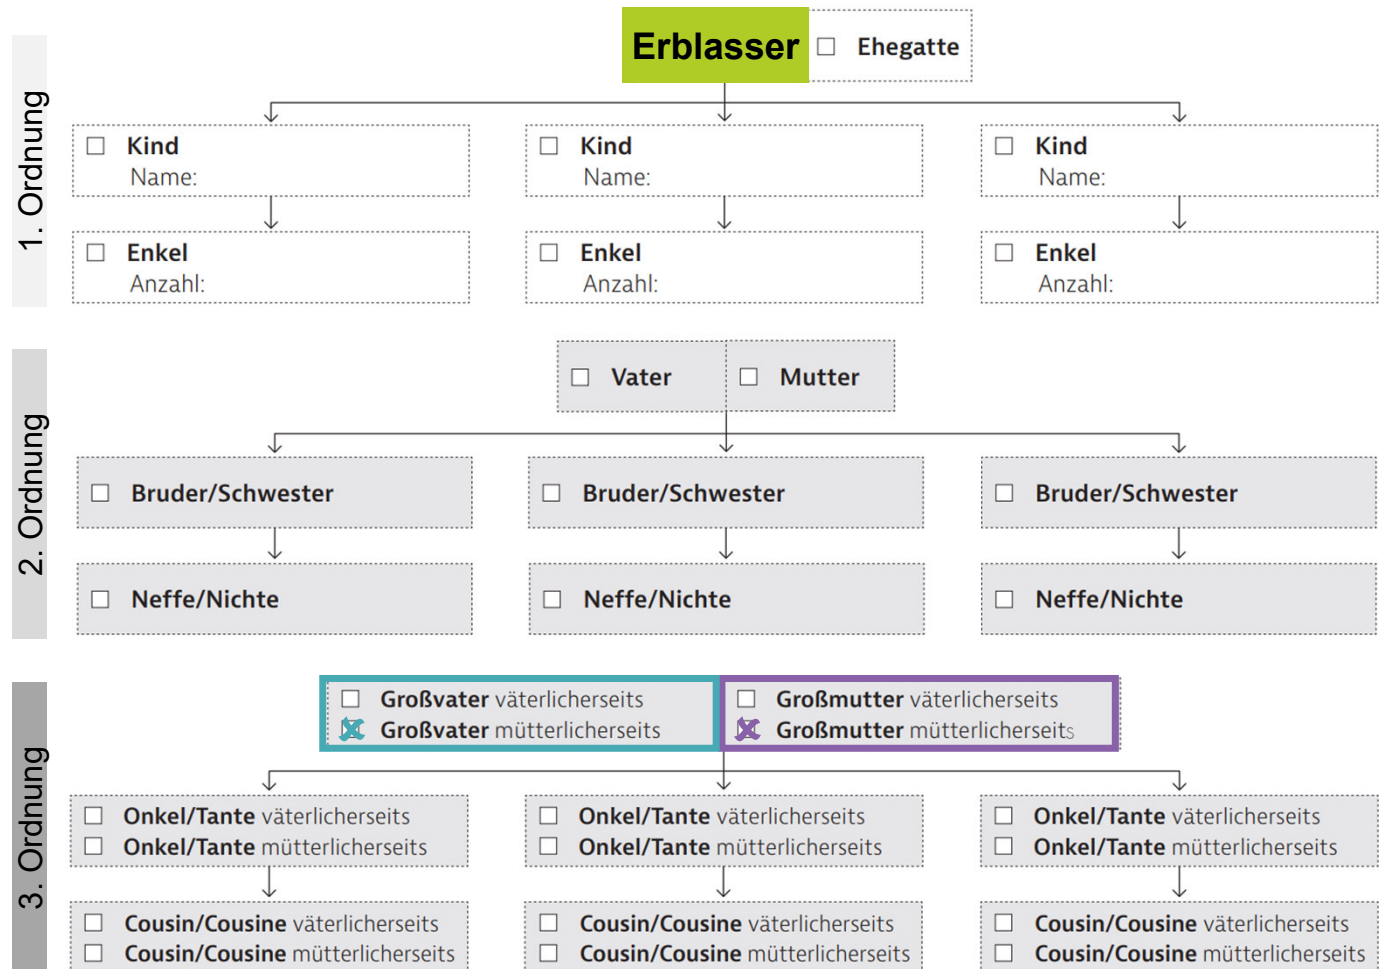 Erblasser
Ehegatte
1. Ordnung
Kind Kind Kind
Name: Name: Name:
Enkel Enkel Enkel
Anzahl: Anzahl: Anzahl:
2. Ordnung
Vater Mutter
Bruder/Schwester Bruder/Schwester Bruder/Schwester
Neffe/Nichte Neffe/Nichte Neffe/Nichte
3. Ordnung
Großvater väterlicherseits Großmutter väterlicherseits
Großvater mütterlicherseits Großmutter mütterlicherseits
Onkel/Tante väterlicherseits Onkel/Tante väterlicherseits Onkel/Tante väterlicherseits
Onkel/Tante mütterlicherseits Onkel/Tante mütterlicherseits Onkel/Tante mütterlicherseits
Cousin/Cousine väterlicherseits Cousin/Cousine väterlicherseits Cousin/Cousine väterlicherseits
Cousin/Cousine mütterlicherseits Cousin/Cousine mütterlicherseits Cousin/Cousine mütterlicherseits